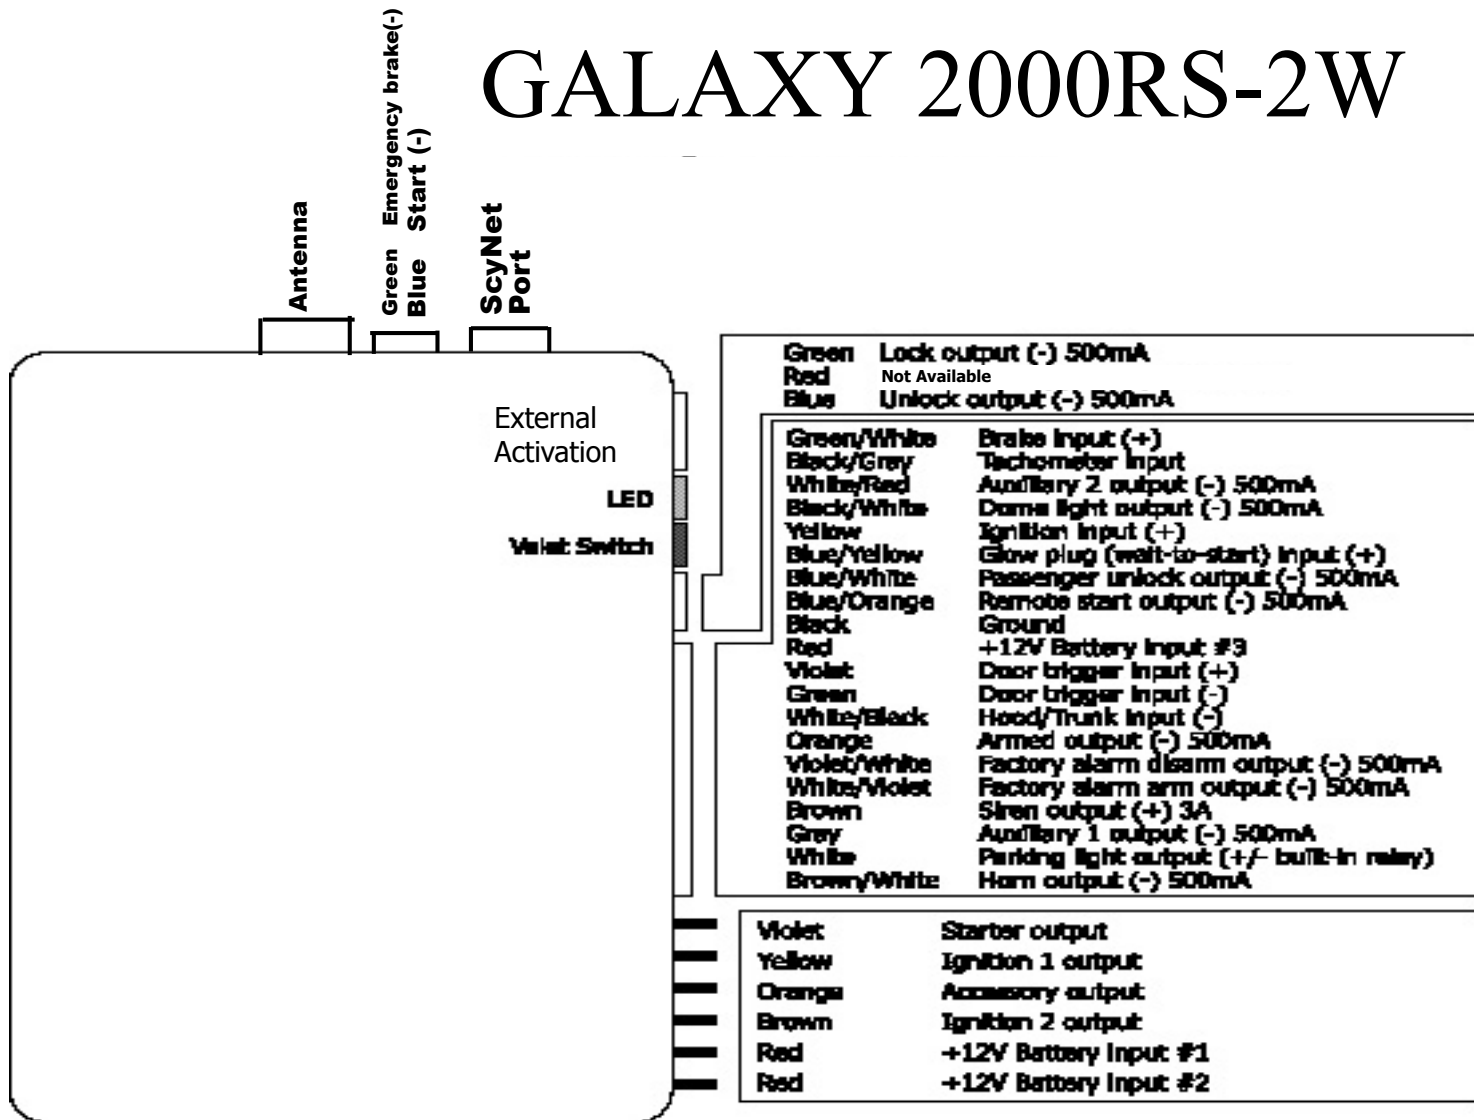 GALAXY 2000RS-2W
Antenna
Green Emergency brake(-)
Blue Start (-)
ScyNet
Port
External
Activation
LED
Valet Switch
Green Lock output (-) 500mA
Red Not Available
Blue Unlock output (-) 500mA
Green/White Brake input (+)
Black/Gray Tachometer input
White/Red Auxiliary 2 output (-) 500mA
Black/White Dome light output (-) 500mA
Yellow Ignition input (+)
Blue/Yellow Glow plug (wait-to-start) input (+)
Blue/White Passenger unlock output (-) 500mA
Blue/Orange Remote start output (-) 500mA
Black Ground
Red +12V Battery input #3
Violet Door trigger input (+)
Green Door trigger input (-)
White/Black Hood/Trunk input (-)
Orange Armed output (-) 500mA
Violet/White Factory alarm disarm output (-) 500mA
White/Violet Factory alarm arm output (-) 500mA
Brown Siren output (+) 3A
Gray Auxiliary 1 output (-) 500mA
White Parking light output (+/- built-in relay)
Brown/White Horn output (-) 500mA
Violet Starter output
Yellow Ignition 1 output
Orange Accessory output
Brown Ignition 2 output
Red +12V Battery input #1
Red +12V Battery input #2